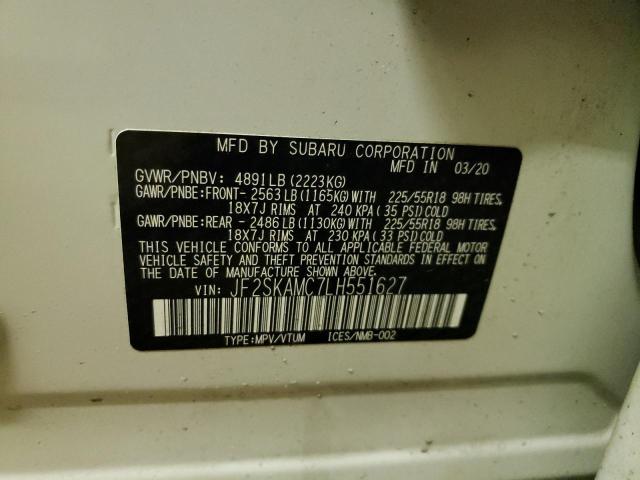 MFD BY SUBARU CORPORATION
MFD IN 03/20
GVWR/PNBV: 4891LB(2223KG)
GAWR/PNBE:FRONT-2563LB(1165KG)WITH 225/55R18 98H TIRES,
18X7J RIMS AT 240 KPA(35 PSI)COLD
GAWR/PNBE:REAR -2486LB(1130KG)WITH 225/55R18 98H TIRES,
18X7J RIMS AT 230 KPA(33 PSI)COLD
THIS VEHICLE CONFORMS TO ALL APPLICABLE FEDERAL MOTOR
VEHICLE SAFETY AND THEFT PREVENTION STANDARDS IN EFFECT
ON THE DATE OF MANUFACTURE SHOWN ABOVE.
VIN: JF2SKAMC7LH551627
TYPE:MPV/VTUM ICES/NMB-002